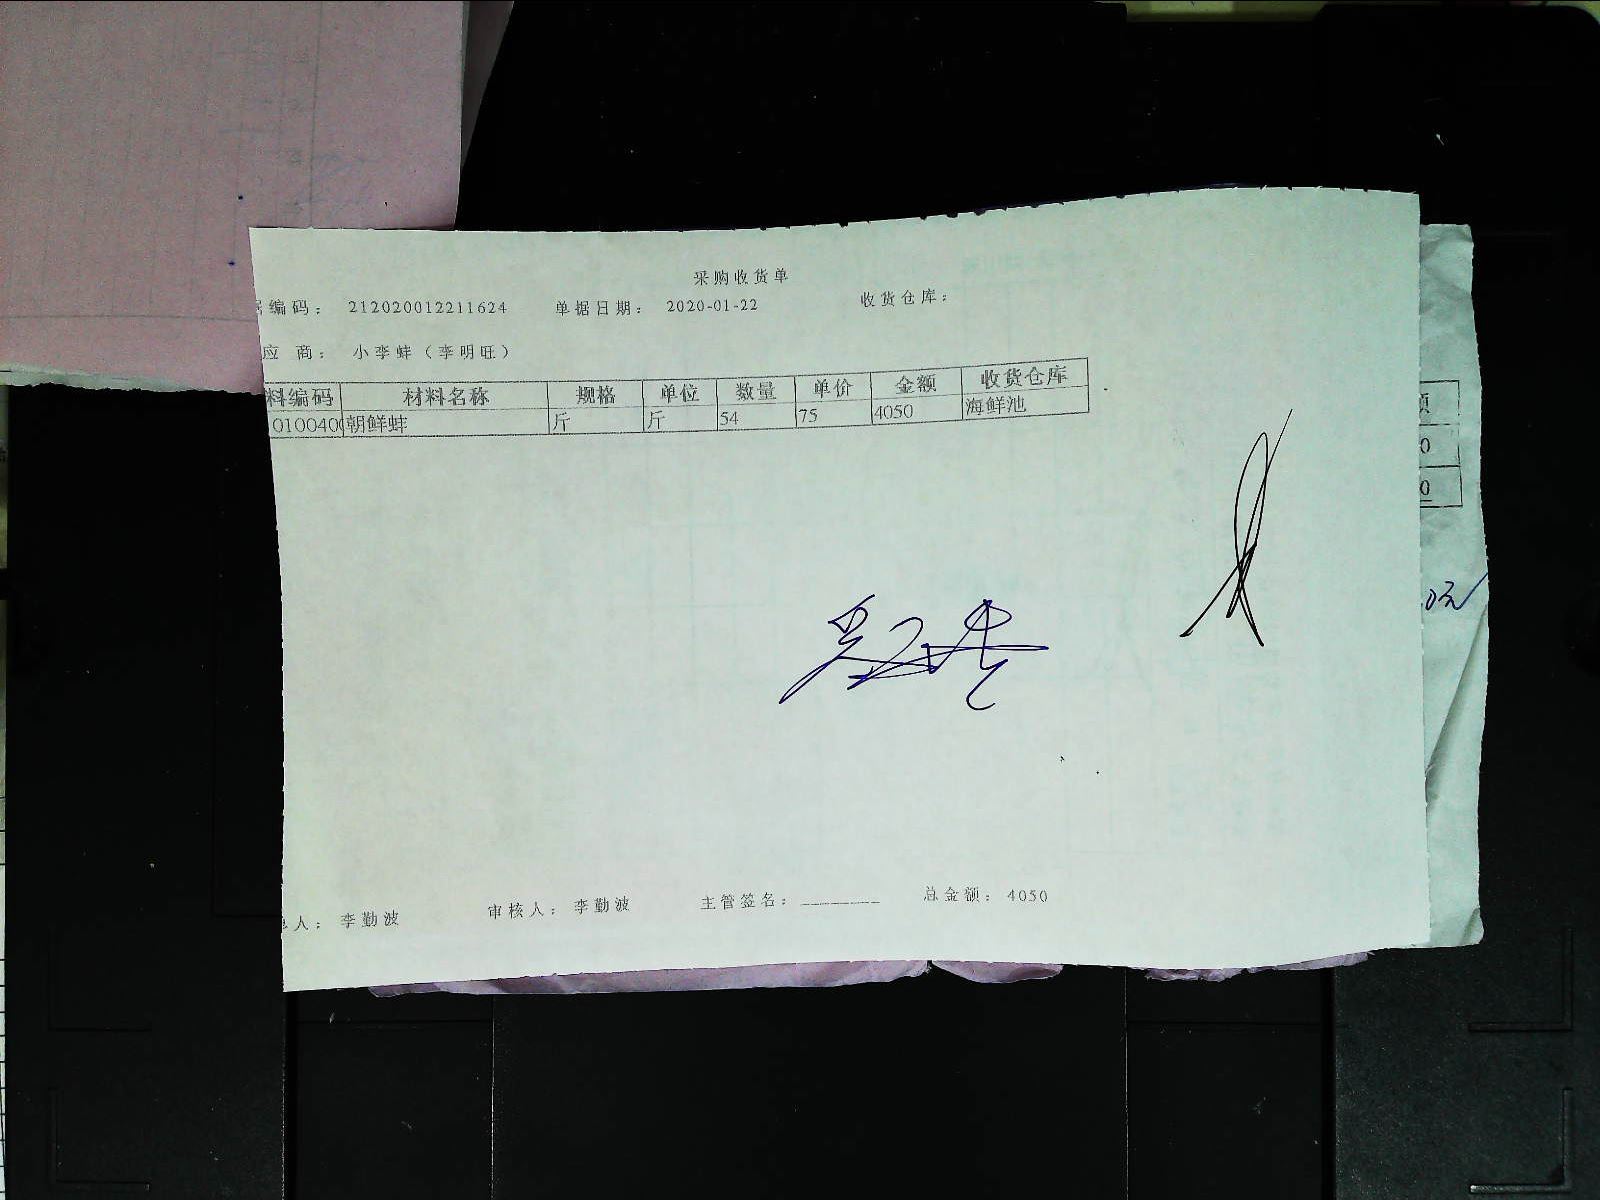 采购收货单
编码： 212020012211624 单据日期： 2020-01-22 收货仓库：
应 商： 小李蚌（李明旺）
料编码 材料名称 规格 单位 数量 单价 金额 收货仓库
010040 朝鲜蚌 斤 斤 54 75 4050 海鲜池
0
0
0元
人： 李勤波 审核人： 李勤波 主管签名： 总金额： 4050